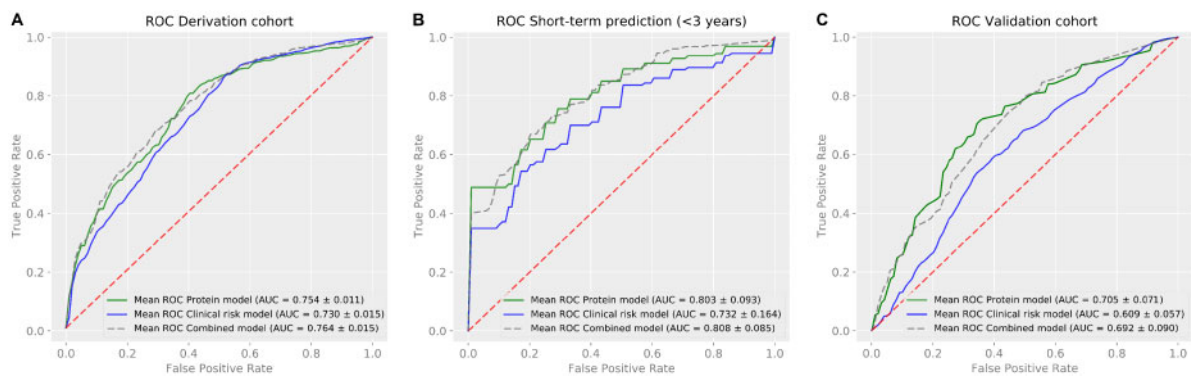 A
ROC Derivation cohort
1.0
0.8
0.6
0.4
0.2
0.0
True Positive Rate
Mean ROC Protein model (AUC = 0.754 ± 0.011)
Mean ROC Clinical risk model (AUC = 0.730 ± 0.015)
Mean ROC Combined model (AUC = 0.764 ± 0.015)
0.0 0.2 0.4 0.6 0.8 1.0
False Positive Rate
B
ROC Short-term prediction (<3 years)
1.0
0.8
0.6
0.4
0.2
0.0
True Positive Rate
Mean ROC Protein model (AUC = 0.803 ± 0.093)
Mean ROC Clinical risk model (AUC = 0.732 ± 0.164)
Mean ROC Combined model (AUC = 0.808 ± 0.085)
0.0 0.2 0.4 0.6 0.8 1.0
False Positive Rate
C
ROC Validation cohort
1.0
0.8
0.6
0.4
0.2
0.0
True Positive Rate
Mean ROC Protein model (AUC = 0.705 ± 0.071)
Mean ROC Clinical risk model (AUC = 0.609 ± 0.057)
Mean ROC Combined model (AUC = 0.692 ± 0.090)
0.0 0.2 0.4 0.6 0.8 1.0
False Positive Rate